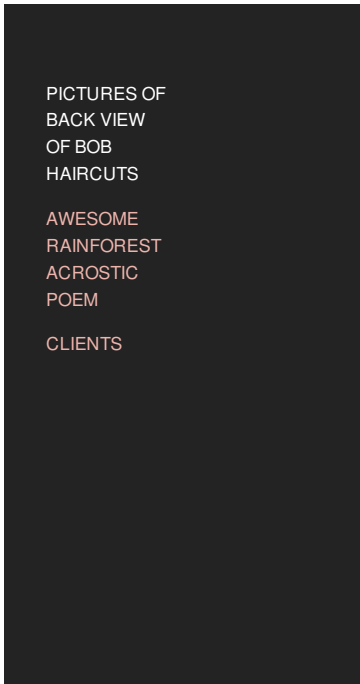 PICTURES OF
BACK VIEW
OF BOB
HAIRCUTS
AWESOME
RAINFOREST
ACROSTIC
POEM
CLIENTS